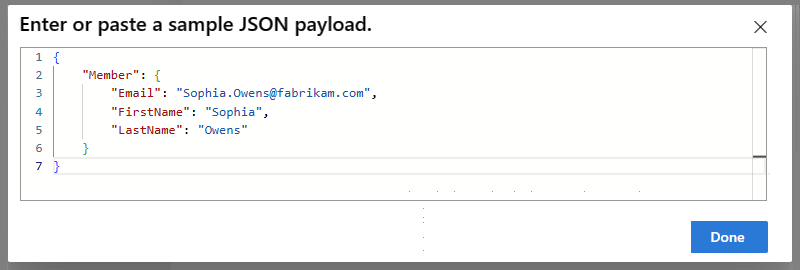 Enter or paste a sample JSON payload.
1 {
2     "Member": {
3         "Email": "Sophia.Owens@fabrikam.com",
4         "FirstName": "Sophia",
5         "LastName": "Owens"
6     }
7 }
Done